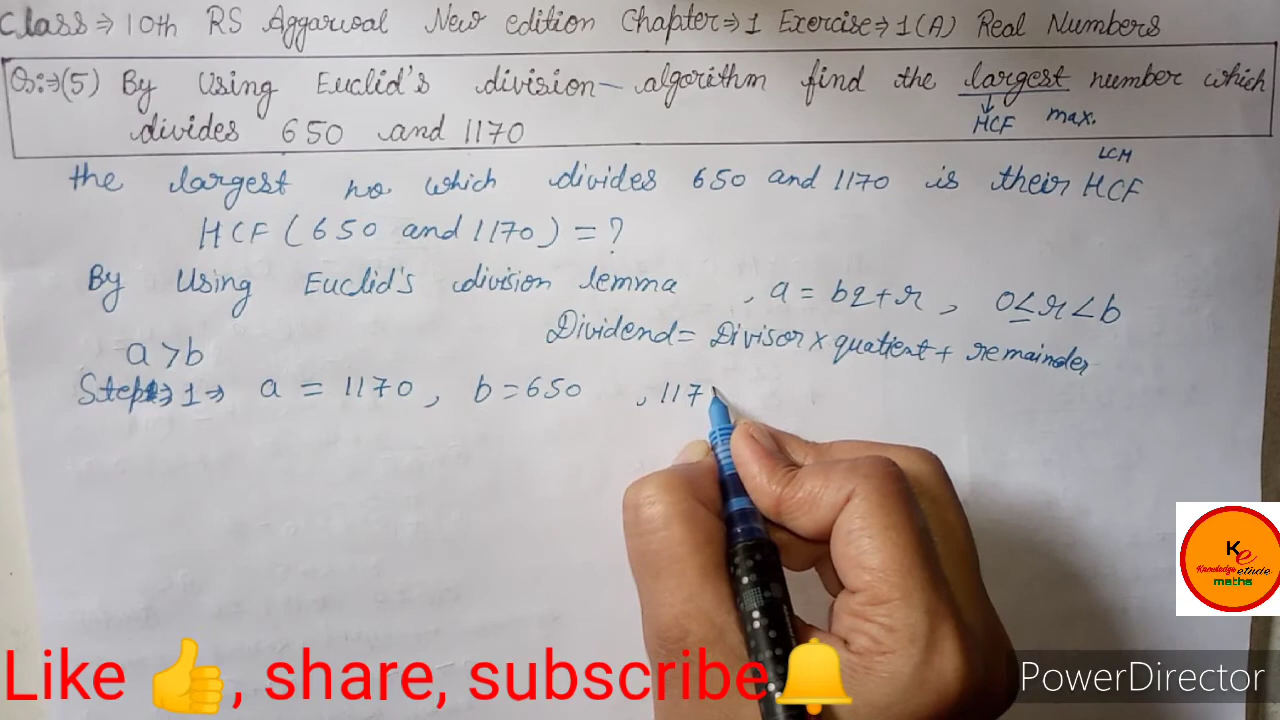 Class⇒10th RS Aggarwal New edition Chapter⇒1 Exercise⇒1(A) Real Numbers
Q:⇒(5) By Using Euclid's division- algorithm find the largest number which
↓
HCF max.
divides 650 and 1170
LCM
the largest no which divides 650 and 1170 is their HCF
HCF (650 and 1170) = ?
By Using Euclid's division lemma , a = bq+r , 0≤r<b
Dividend= Divisor×quatient+remainder
a>b
Step⇒1⇒ a = 1170, b=650 , 117
Ke
Knowledge etude
maths
Like 👍, share, subscribe🔔
PowerDirector